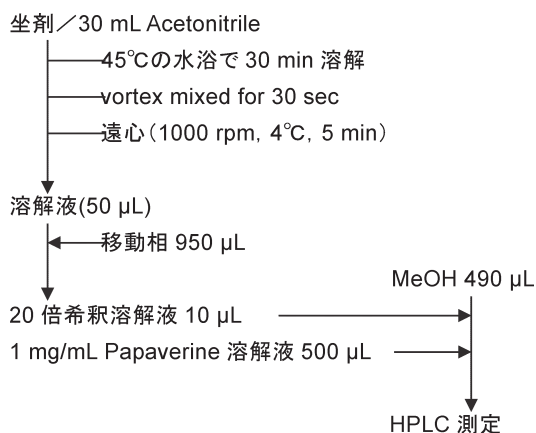 坐剤／30 mL Acetonitrile
45℃の水浴で30 min 溶解
vortex mixed for 30 sec
遠心（1000 rpm, 4℃, 5 min）
溶解液(50 μL)
移動相 950 μL
MeOH 490 μL
20 倍希釈溶解液 10 μL
1 mg/mL Papaverine 溶解液 500 μL
HPLC 測定